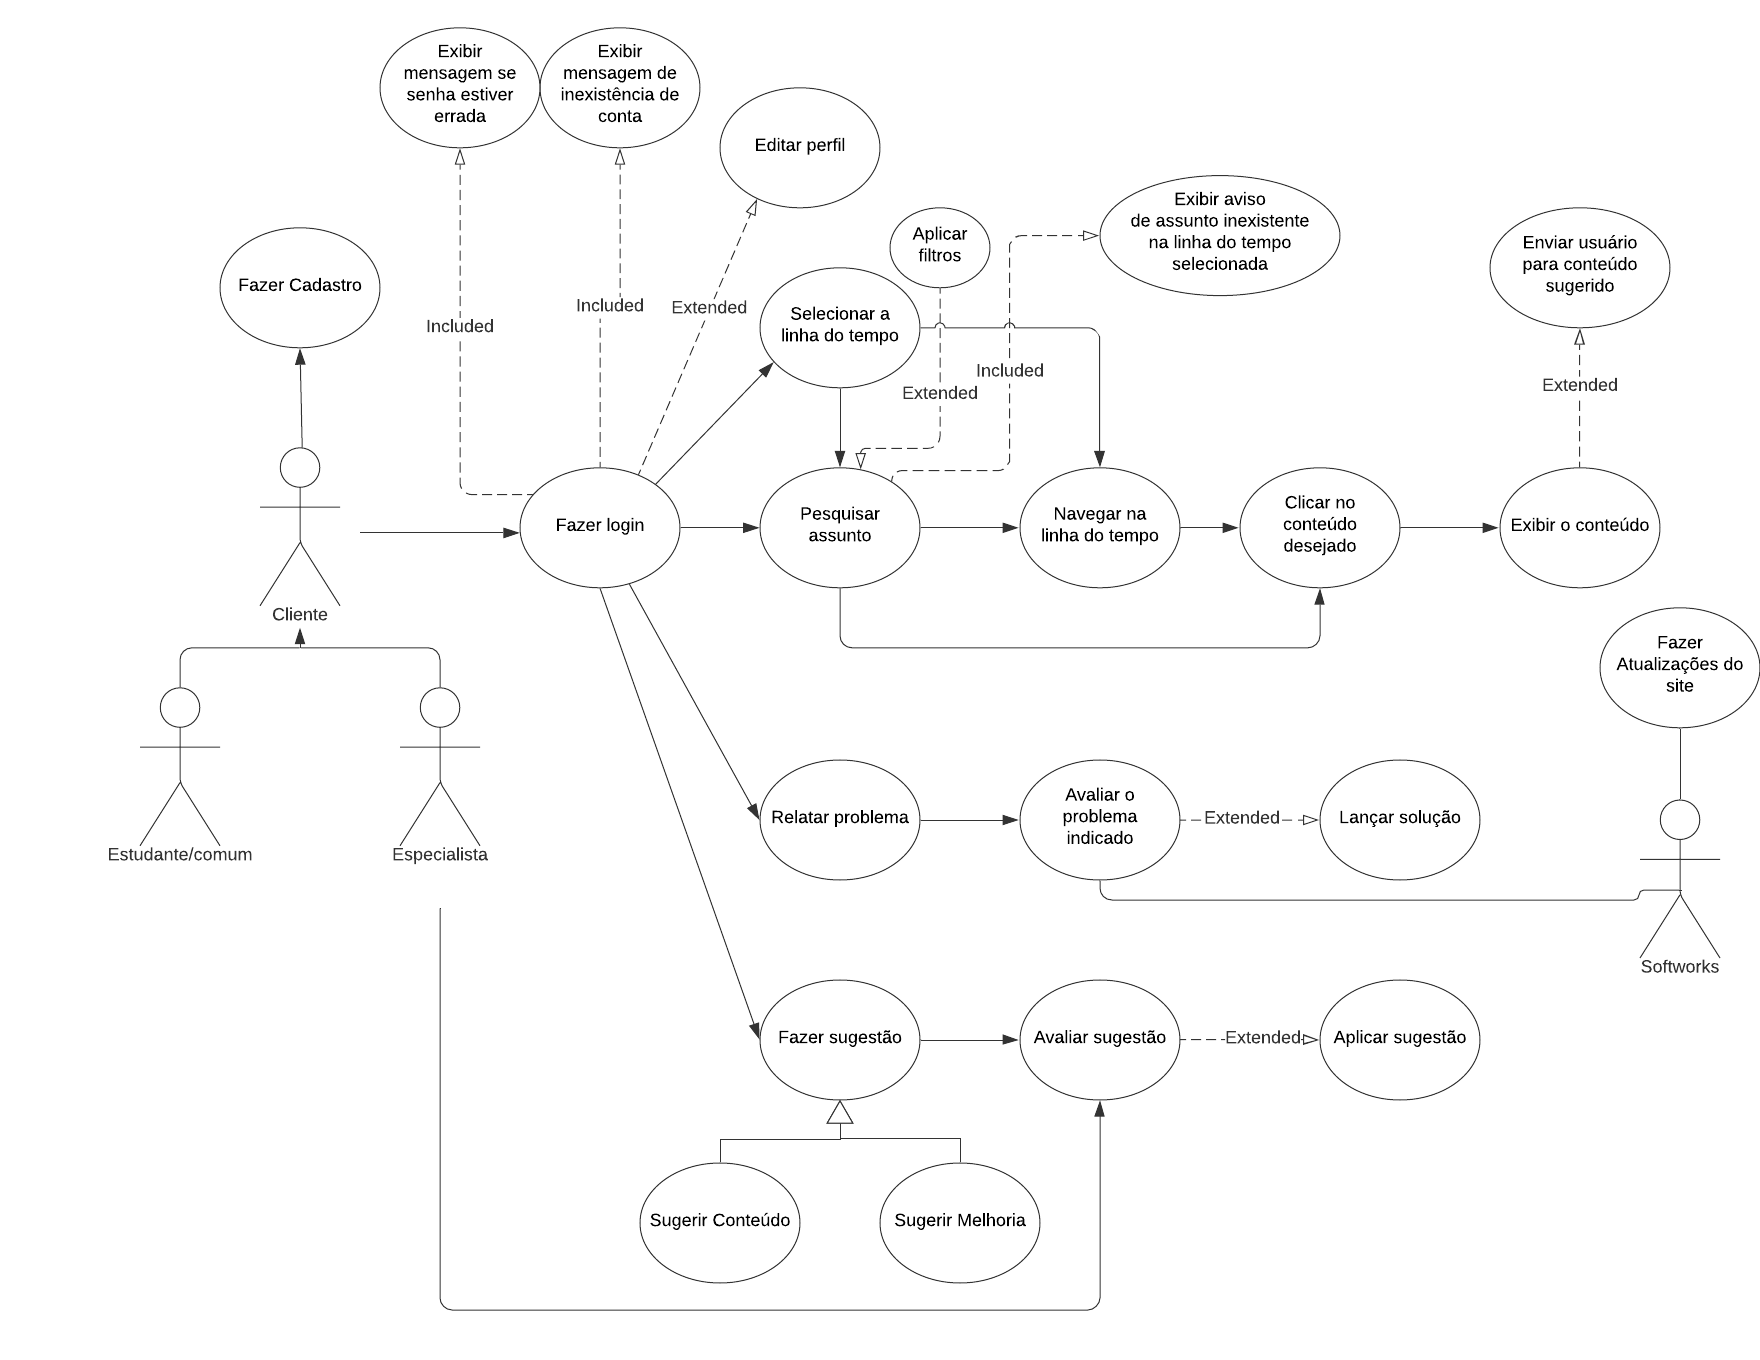 Exibir
mensagem se
senha estiver
errada
Exibir
mensagem de
inexistência de
conta
Editar perfil
Exibir aviso
de assunto inexistente
na linha do tempo
selecionada
Aplicar
filtros
Enviar usuário
para conteúdo
sugerido
Fazer Cadastro
Included
Included
Extended
Selecionar a
linha do tempo
Included
Extended
Extended
Fazer login
Pesquisar
assunto
Navegar na
linha do tempo
Clicar no
conteúdo
desejado
Exibir o conteúdo
Cliente
Fazer
Atualizações do
site
Estudante/comum
Especialista
Relatar problema
Avaliar o
problema
indicado
Extended
Lançar solução
Softworks
Fazer sugestão
Avaliar sugestão
Extended
Aplicar sugestão
Sugerir Conteúdo
Sugerir Melhoria